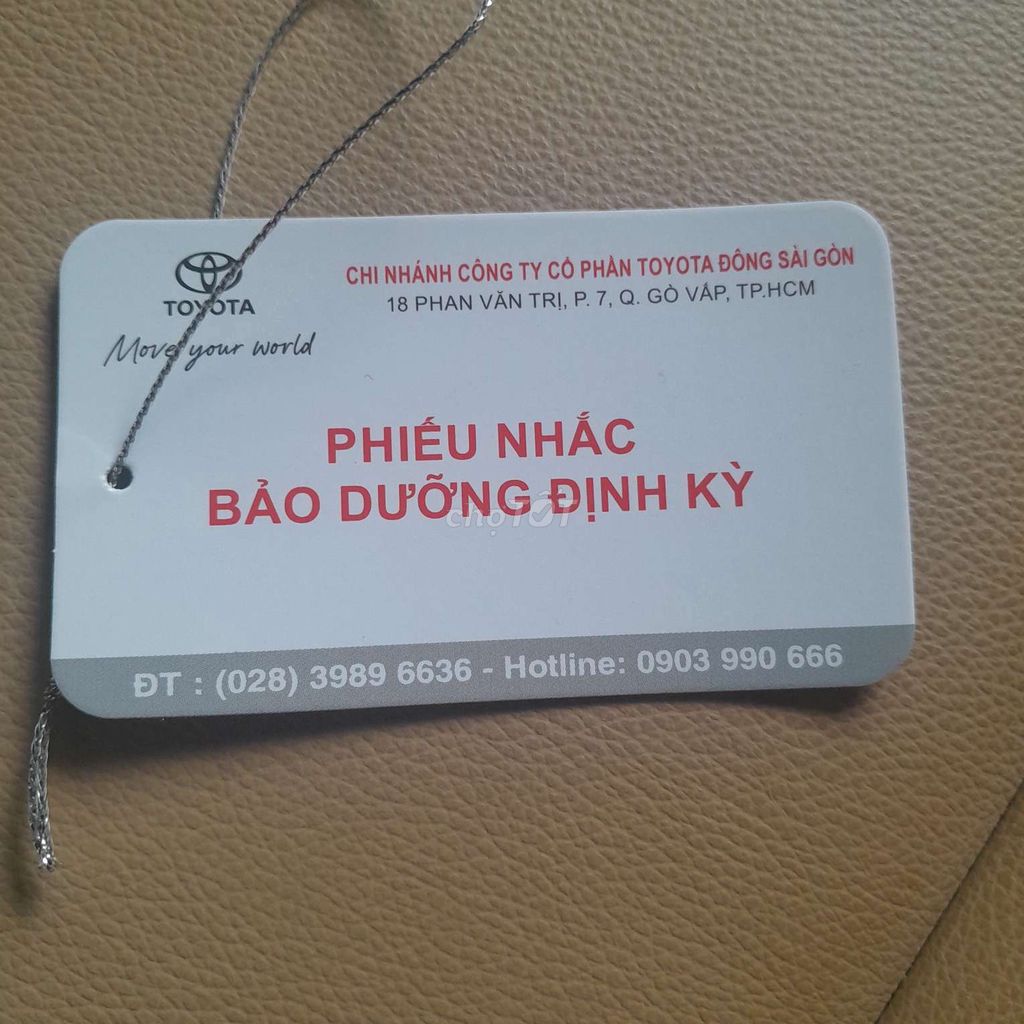 TOYOTA
Move your world
CHI NHÁNH CÔNG TY CỔ PHẦN TOYOTA ĐÔNG SÀI GÒN
18 PHAN VĂN TRỊ, P. 7, Q. GÒ VẤP, TP.HCM
PHIẾU NHẮC
BẢO DƯỠNG ĐỊNH KỲ
chợTỐT
ĐT : (028) 3989 6636 - Hotline: 0903 990 666